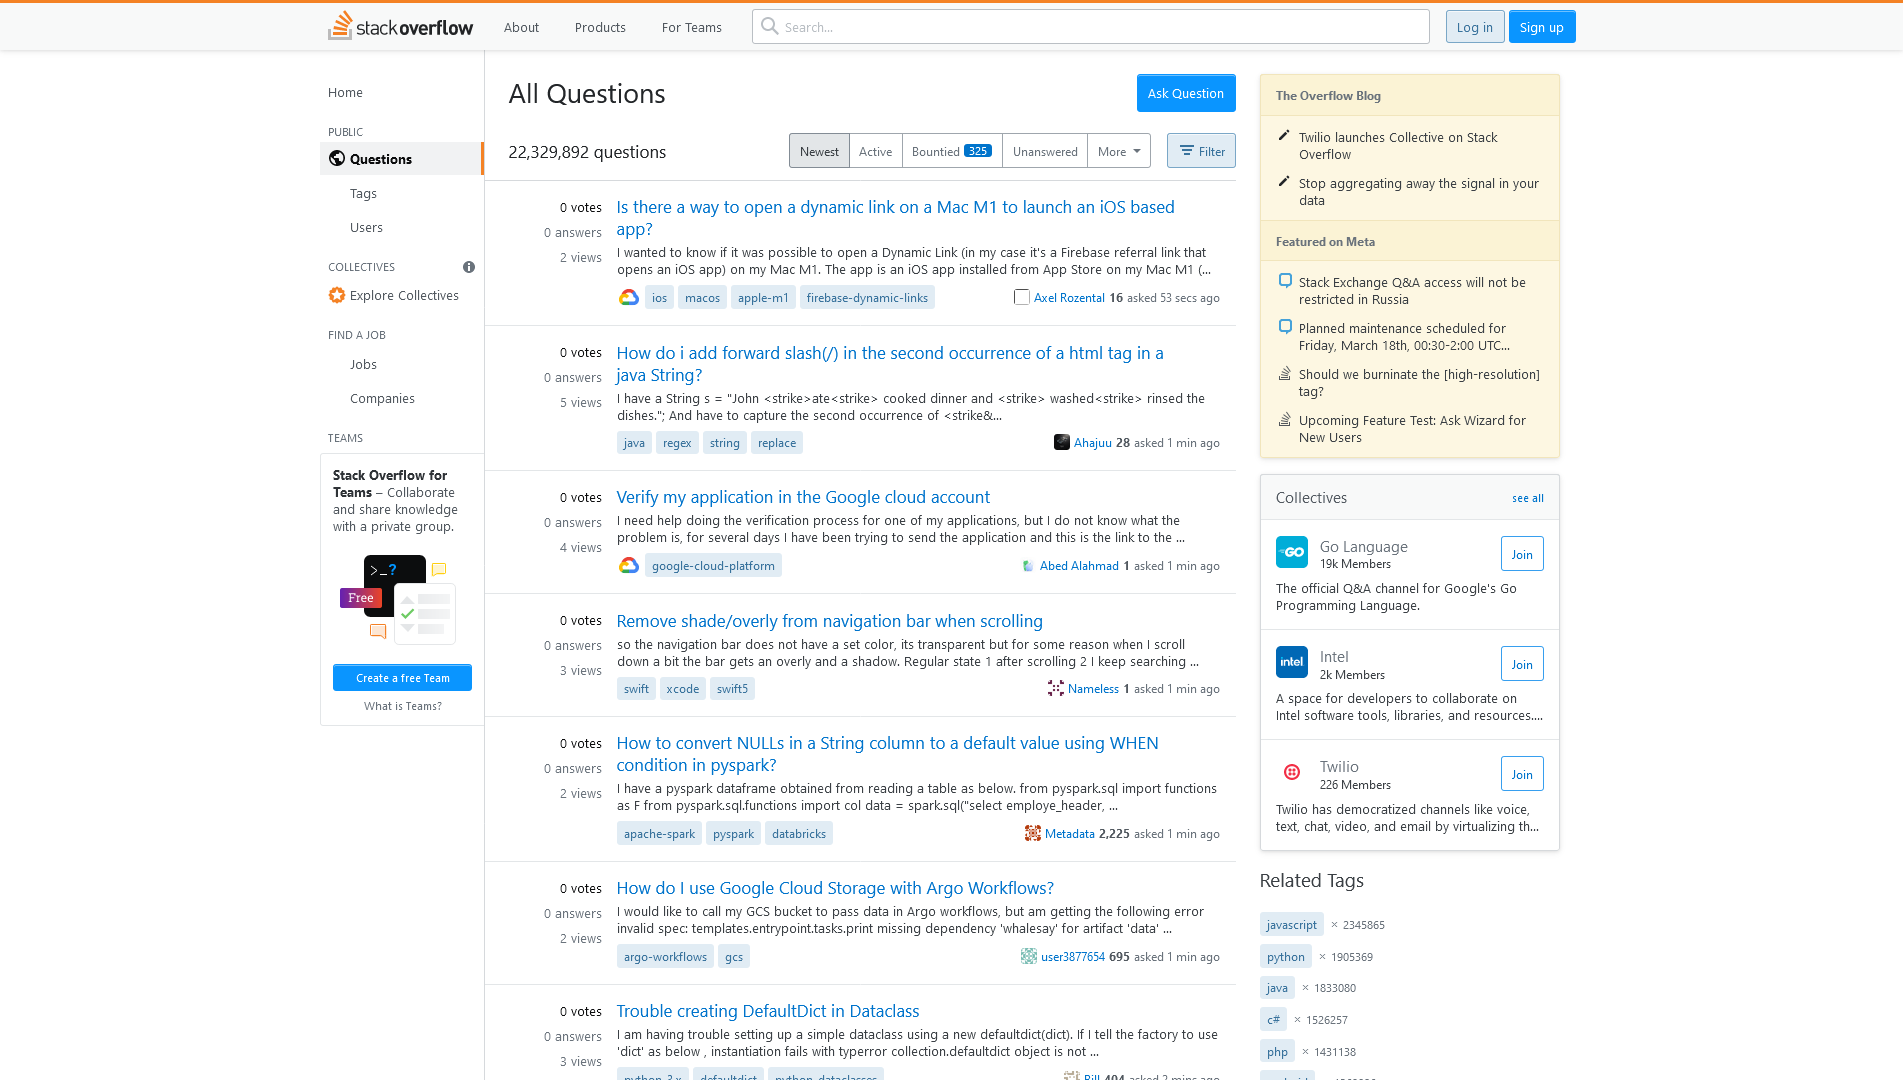 stack overflow
About
Products
For Teams
Search...
Log in
Sign up
Home
PUBLIC
Questions
Tags
Users
COLLECTIVES
Explore Collectives
FIND A JOB
Jobs
Companies
TEAMS
Stack Overflow for
Teams – Collaborate
and share knowledge
with a private group.
>_?
Free
Create a free Team
What is Teams?
All Questions
Ask Question
22,329,892 questions
Newest
Active
Bountied 325
Unanswered
More
Filter
0 votes
0 answers
2 views
Is there a way to open a dynamic link on a Mac M1 to launch an iOS based
app?
I wanted to know if it was possible to open a Dynamic Link (in my case it's a Firebase referral link that
opens an iOS app) on my Mac M1. The app is an iOS app installed from App Store on my Mac M1 (...
ios macos apple-m1 firebase-dynamic-links
Axel Rozental 16 asked 53 secs ago
0 votes
0 answers
5 views
How do i add forward slash(/) in the second occurrence of a html tag in a
java String?
I have a String s = "John <strike>ate<strike> cooked dinner and <strike> washed<strike> rinsed the
dishes."; And have to capture the second occurrence of <strike&...
java regex string replace
Ahajuu 28 asked 1 min ago
0 votes
0 answers
4 views
Verify my application in the Google cloud account
I need help doing the verification process for one of my applications, but I do not know what the
problem is, for several days I have been trying to send the application and this is the link to the ...
google-cloud-platform
Abed Alahmad 1 asked 1 min ago
0 votes
0 answers
3 views
Remove shade/overly from navigation bar when scrolling
so the navigation bar does not have a set color, its transparent but for some reason when I scroll
down a bit the bar gets an overly and a shadow. Regular state 1 after scrolling 2 I keep searching ...
swift xcode swift5
Nameless 1 asked 1 min ago
0 votes
0 answers
2 views
How to convert NULLs in a String column to a default value using WHEN
condition in pyspark?
I have a pyspark dataframe obtained from reading a table as below. from pyspark.sql import functions
as F from pyspark.sql.functions import col data = spark.sql("select employe_header, ...
apache-spark pyspark databricks
Metadata 2,225 asked 1 min ago
0 votes
0 answers
2 views
How do I use Google Cloud Storage with Argo Workflows?
I would like to call my GCS bucket to pass data in Argo workflows, but am getting the following error
invalid spec: templates.entrypoint.tasks.print missing dependency 'whalesay' for artifact 'data' ...
argo-workflows gcs
user3877654 695 asked 1 min ago
0 votes
0 answers
3 views
Trouble creating DefaultDict in Dataclass
I am having trouble setting up a simple dataclass using a new defaultdict(dict). If I tell the factory to use
'dict' as below , instantiation fails with typerror collection.defaultdict object is not ...
python-3.x defaultdict python-dataclasses
Bill 404 asked 2 mins ago
The Overflow Blog
Twilio launches Collective on Stack
Overflow
Stop aggregating away the signal in your
data
Featured on Meta
Stack Exchange Q&A access will not be
restricted in Russia
Planned maintenance scheduled for
Friday, March 18th, 00:30-2:00 UTC...
Should we burninate the [high-resolution]
tag?
Upcoming Feature Test: Ask Wizard for
New Users
Collectives
see all
GO
Go Language
19k Members
Join
The official Q&A channel for Google's Go
Programming Language.
intel
Intel
2k Members
Join
A space for developers to collaborate on
Intel software tools, libraries, and resources....
Twilio
226 Members
Join
Twilio has democratized channels like voice,
text, chat, video, and email by virtualizing th...
Related Tags
javascript × 2345865
python × 1905369
java × 1833080
c# × 1526257
php × 1431138